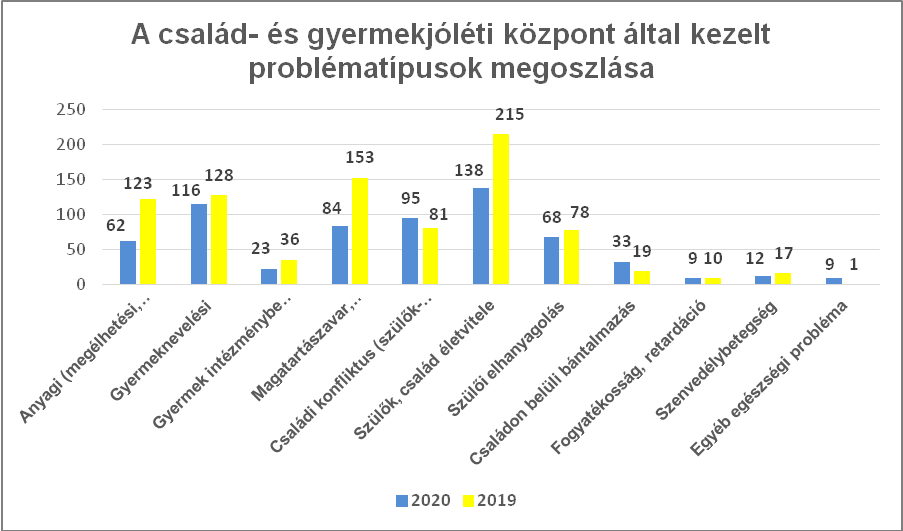 A család- és gyermekjóléti központ által kezelt
problématípusok megoszlása
250
200
150
100
50
0
62
123
116
128
23
36
84
153
95
81
138
215
68
78
33
19
9
10
12
17
9
1
Anyagi (megélhetési,..
Gyermeknevelési
Gyermek intézménybe..
Magatartászavar,..
Családi konfliktus (szülők-..
Szülők, család életvitele
Szülői elhanyagolás
Családon belüli bántalmazás
Fogyatékosság, retardáció
Szenvedélybetegség
Egyéb egészségi probléma
2020
2019